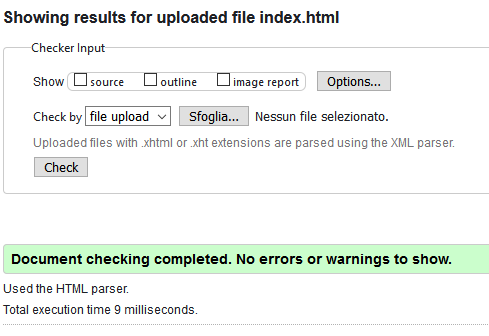 Showing results for uploaded file index.html
Checker Input
Show source outline image report Options...
Check by file upload Sfoglia... Nessun file selezionato.
Uploaded files with .xhtml or .xht extensions are parsed using the XML parser.
Check
Document checking completed. No errors or warnings to show.
Used the HTML parser.
Total execution time 9 milliseconds.